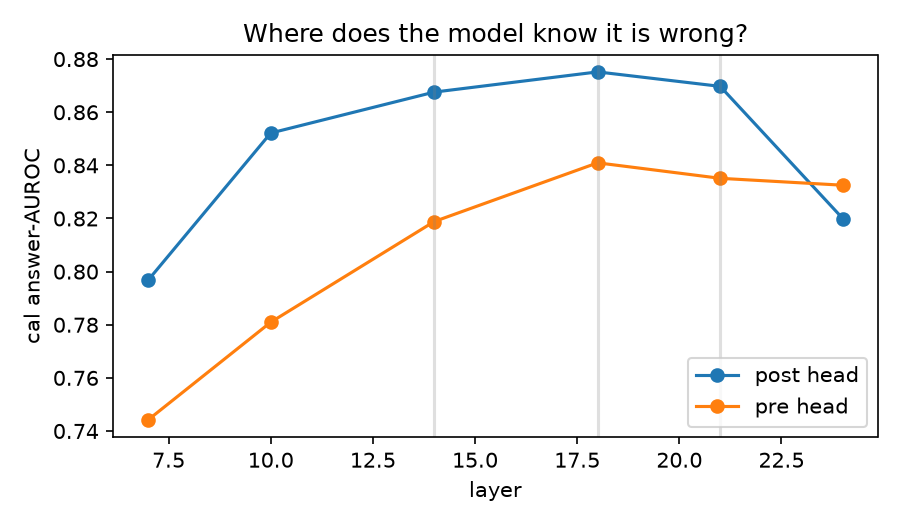 Where does the model know it is wrong?
cal answer-AUROC
0.88
0.86
0.84
0.82
0.80
0.78
0.76
0.74
post head
pre head
7.5 10.0 12.5 15.0 17.5 20.0 22.5
layer